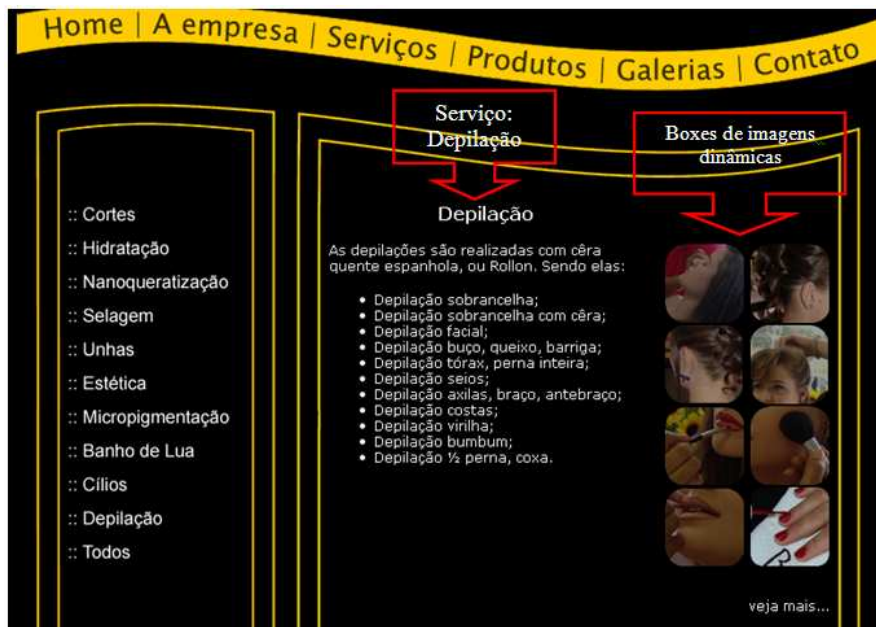 Home | A empresa | Serviços | Produtos | Galerias | Contato
Serviço:
Depilação
Boxes de imagens
dinâmicas
:: Cortes
:: Hidratação
:: Nanoqueratização
:: Selagem
:: Unhas
:: Estética
:: Micropigmentação
:: Banho de Lua
:: Cílios
:: Depilação
:: Todos
Depilação
As depilações são realizadas com cêra
quente espanhola, ou Rollon. Sendo elas:
• Depilação sobrancelha;
• Depilação sobrancelha com cêra;
• Depilação facial;
• Depilação buço, queixo, barriga;
• Depilação tórax, perna inteira;
• Depilação seios;
• Depilação axilas, braço, antebraço;
• Depilação costas;
• Depilação virilha;
• Depilação bumbum;
• Depilação ½ perna, coxa.
veja mais...